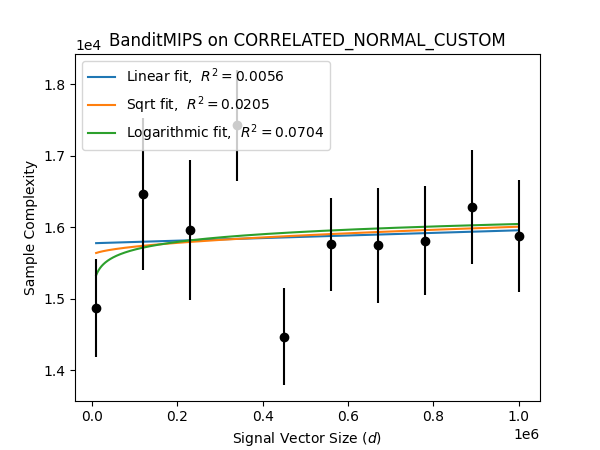 BanditMIPS on CORRELATED_NORMAL_CUSTOM
1e4
Linear fit,  R² = 0.0056
Sqrt fit,  R² = 0.0205
Logarithmic fit,  R² = 0.0704
1.8
1.7
1.6
1.5
1.4
Sample Complexity
0.0 0.2 0.4 0.6 0.8 1.0
1e6
Signal Vector Size (d)